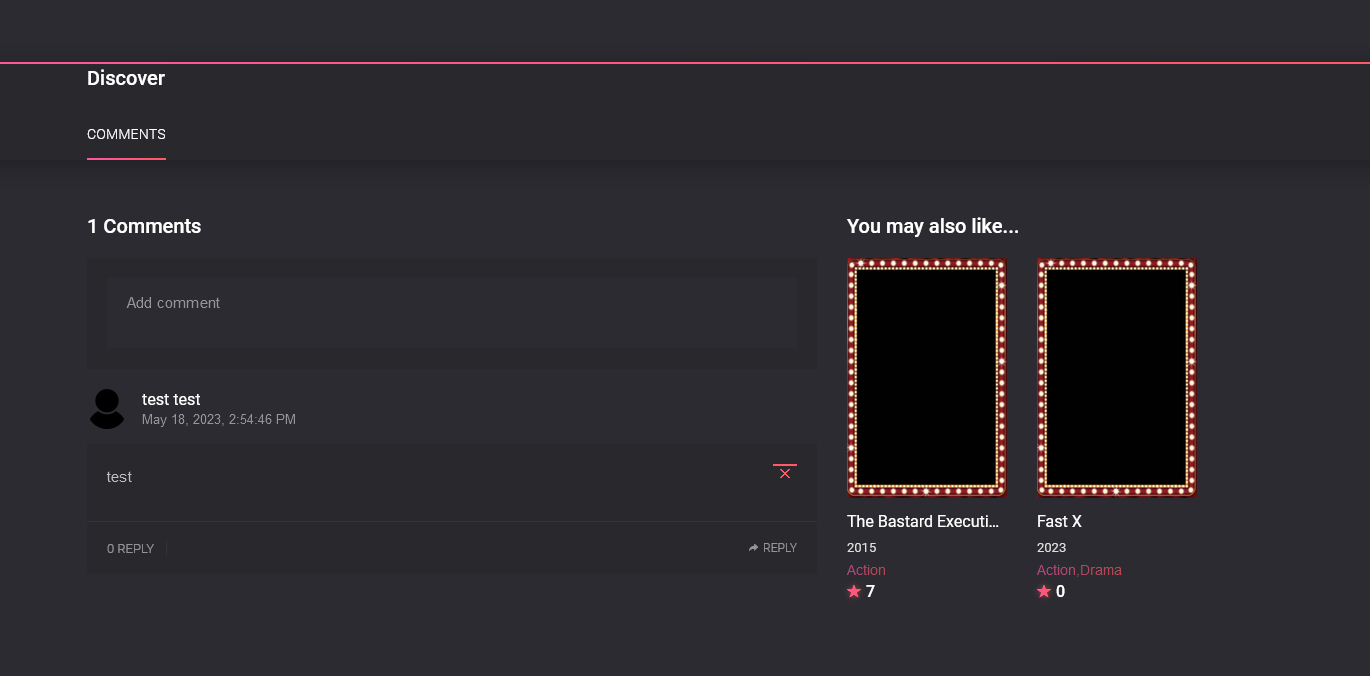 Discover
COMMENTS
1 Comments
Add comment
test test
May 18, 2023, 2:54:46 PM
test
0 REPLY
REPLY
You may also like...
The Bastard Executi...
2015
Action
7
Fast X
2023
Action,Drama
0